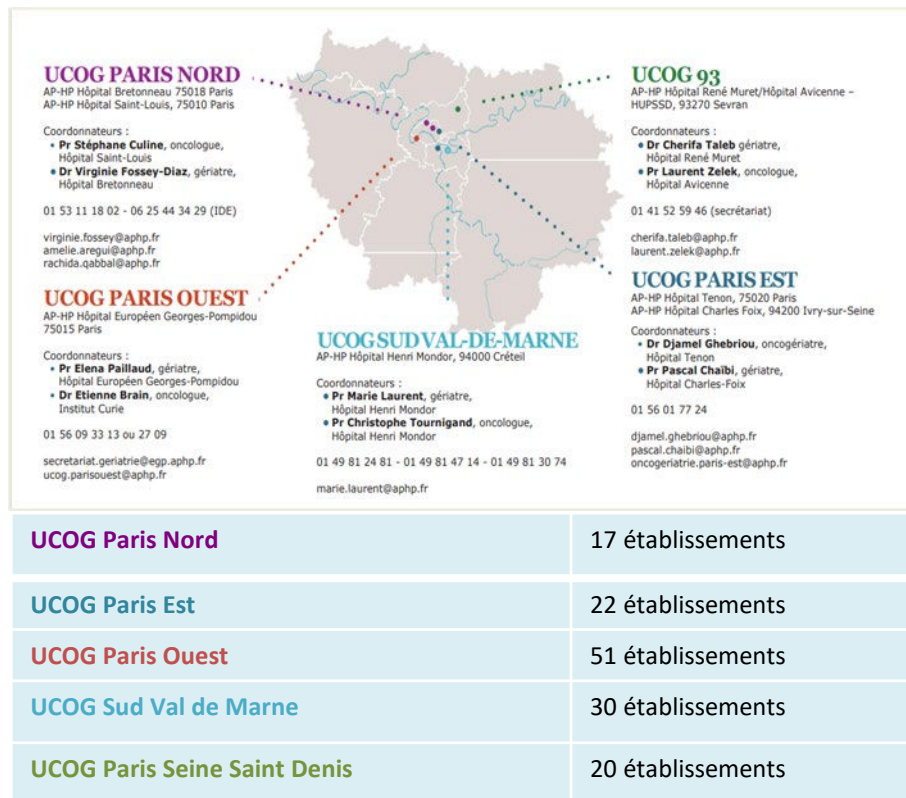 UCOG PARIS NORD
AP-HP Hôpital Bretonneau 75018 Paris
AP-HP Hôpital Saint-Louis, 75010 Paris
Coordonnateurs :
• Pr Stéphane Culine, oncologue,
Hôpital Saint-Louis
• Dr Virginie Fossey-Diaz, gériatre,
Hôpital Bretonneau
01 53 11 18 02 - 06 25 44 34 29 (IDE)
virginie.fossey@aphp.fr
amelie.aregui@aphp.fr
rachida.qabbal@aphp.fr
UCOG PARIS OUEST
AP-HP Hôpital Européen Georges-Pompidou
75015 Paris
Coordonnateurs :
• Pr Elena Paillaud, gériatre,
Hôpital Européen Georges-Pompidou
• Dr Etienne Brain, oncologue,
Institut Curie
01 56 09 33 13 ou 27 09
secretariat.geriatrie@egp.aphp.fr
ucog.parisouest@aphp.fr
UCOG SUD VAL-DE-MARNE
AP-HP Hôpital Henri Mondor, 94000 Créteil
Coordonnateurs :
• Pr Marie Laurent, gériatre,
Hôpital Henri Mondor
• Pr Christophe Tournigand, oncologue,
Hôpital Henri Mondor
01 49 81 24 81 - 01 49 81 47 14 - 01 49 81 30 74
marie.laurent@aphp.fr
UCOG 93
AP-HP Hôpital René Muret/Hôpital Avicenne –
HUPSSD, 93270 Sevran
Coordonnateurs :
• Dr Cherifa Taleb gériatre,
Hôpital René Muret
• Pr Laurent Zelek, oncologue,
Hôpital Avicenne
01 41 52 59 46 (secrétariat)
cherifa.taleb@aphp.fr
laurent.zelek@aphp.fr
UCOG PARIS EST
AP-HP Hôpital Tenon, 75020 Paris
AP-HP Hôpital Charles Foix, 94200 Ivry-sur-Seine
Coordonnateurs :
• Dr Djamel Ghebriou, oncogériatre,
Hôpital Tenon
• Pr Pascal Chaïbi, gériatre,
Hôpital Charles-Foix
01 56 01 77 24
djamel.ghebriou@aphp.fr
pascal.chaibi@aphp.fr
oncogeriatrie.paris-est@aphp.fr
UCOG Paris Nord 17 établissements
UCOG Paris Est 22 établissements
UCOG Paris Ouest 51 établissements
UCOG Sud Val de Marne 30 établissements
UCOG Paris Seine Saint Denis 20 établissements